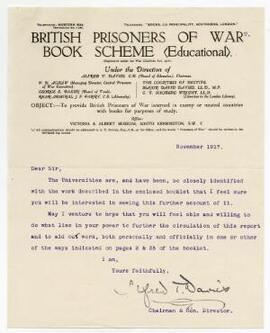 BRITISH PRISONERS OF WAR
BOOK SCHEME (Educational).
Under the Direction of
ALFRED T. DAVIES, C.B. (Board of Education), Chairman
OBJECT:—To provide British Prisoners of War interned in enemy or neutral countries
with books for purposes of study.
VICTORIA & ALBERT MUSEUM, SOUTH KENSINGTON, S.W. 7
November 1917.
Dear Sir,
The Universities are, and have been, so closely identified
with the work described in the enclosed booklet that I feel sure
you will be interested in seeing this further account of it.
May I venture to hope that you will feel able and willing to
do what lies in your power to further the circulation of this report
and to aid our work, both personally and officially in one or other
of the ways indicated on pages 2 & 28 of the booklet.
I am,
Yours faithfully,
Alfred T. Davies
Chairman & Hon. Director.